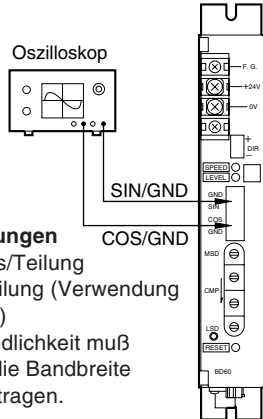 Oszilloskop
F. G.
+24V
0V
+
DIR
−
SPEED
LEVEL
SIN/GND
GND
SIN
COS
GND
COS/GND
ungen
s/Teilung
ilung (Verwendung
)
ndlichkeit muß
die Bandbreite
tragen.
MSD
CMP
LSD
RESET
BD60